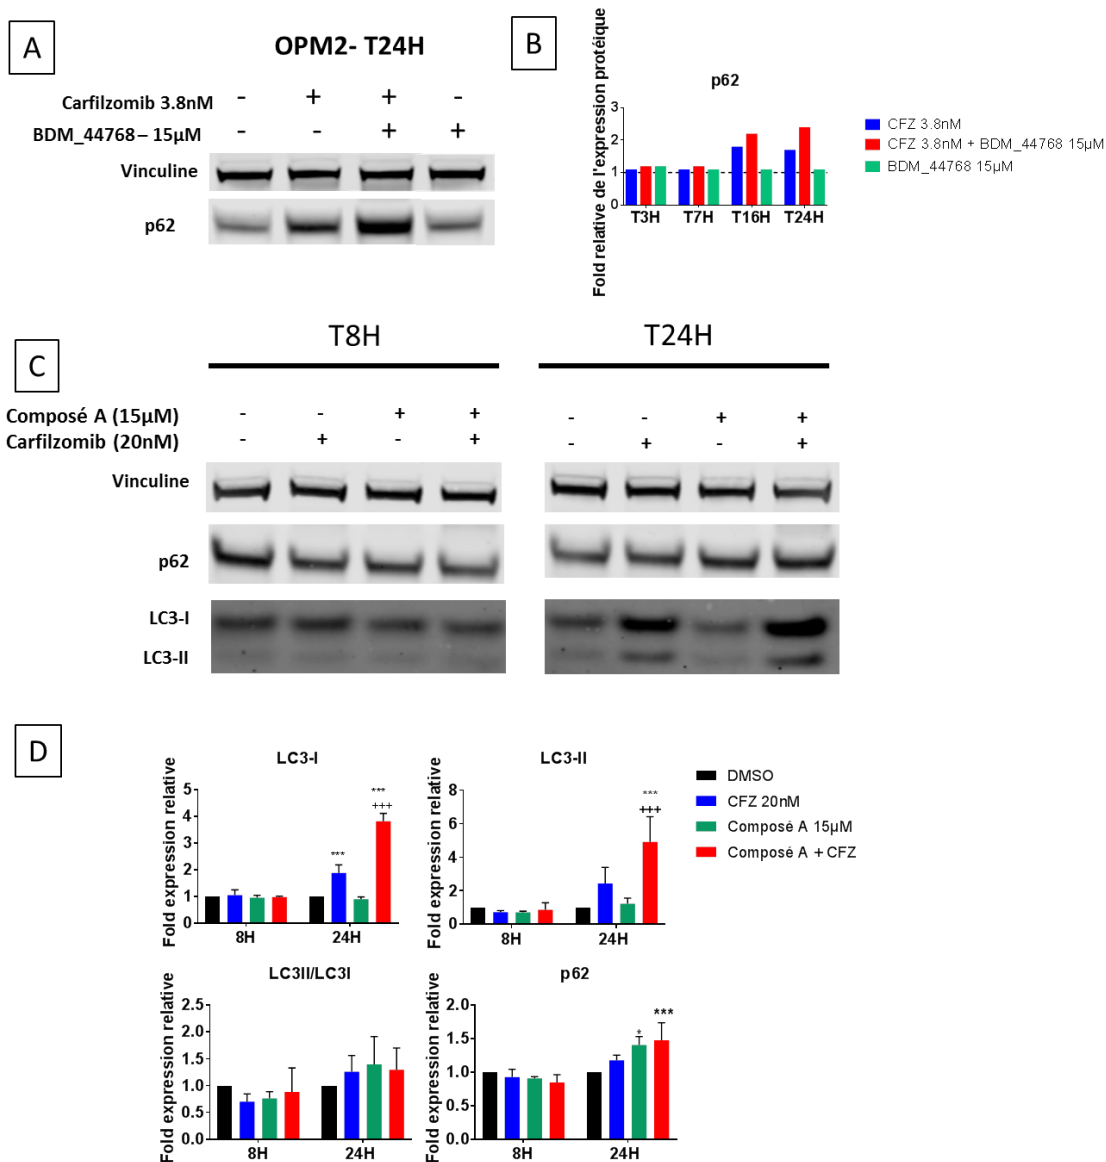 A
OPM2- T24H
Carfilzomib 3.8nM - + + -
BDM_44768 – 15µM - - + +
Vinculine
p62
B
p62
Fold relative de l'expression protéique
3
2
1
0
T3H T7H T16H T24H
CFZ 3.8nM
CFZ 3.8nM + BDM_44768 15µM
BDM_44768 15µM
C
T8H
T24H
Composé A (15µM) - - + + - - + +
Carfilzomib (20nM) - + - + - + - +
Vinculine
p62
LC3-I
LC3-II
D
LC3-I
Fold expression relative
5
4
3
2
1
0
***
***
+++
8H 24H
LC3-II
Fold expression relative
8
6
4
2
0
***
+++
8H 24H
DMSO
CFZ 20nM
Composé A 15µM
Composé A + CFZ
LC3II/LC3I
Fold expression relative
2.5
2.0
1.5
1.0
0.5
0.0
8H 24H
p62
Fold expression relative
2.0
1.5
1.0
0.5
0.0
*
***
8H 24H